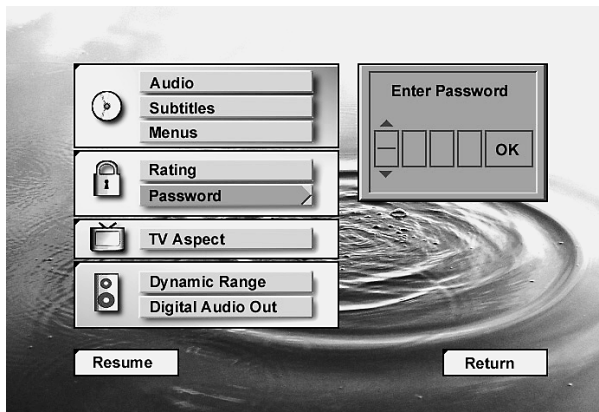 Audio
Subtitles
Menus
Rating
Password
TV Aspect
Dynamic Range
Digital Audio Out
Enter Password
OK
Resume
Return